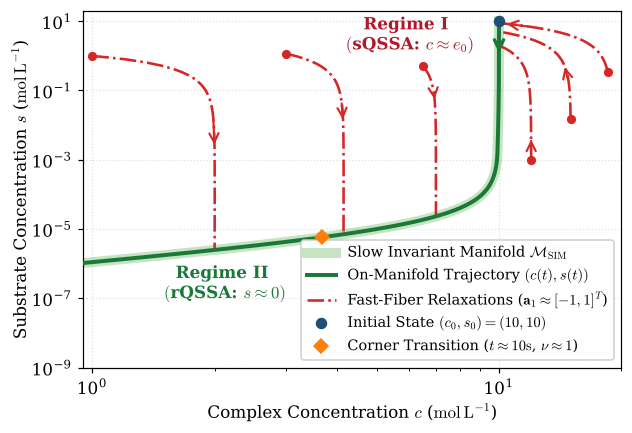 Regime I
(sQSSA: c ≈ e₀)
Substrate Concentration s (mol L⁻¹)
10¹
10⁻¹
10⁻³
10⁻⁵
10⁻⁷
10⁻⁹
Regime II
(rQSSA: s ≈ 0)
Slow Invariant Manifold ℳ_SIM
On-Manifold Trajectory (c(t), s(t))
Fast-Fiber Relaxations (a₁ ≈ [−1, 1]ᵀ)
Initial State (c₀, s₀) = (10, 10)
Corner Transition (t ≈ 10s, ν ≈ 1)
10⁰
10¹
Complex Concentration c (mol L⁻¹)